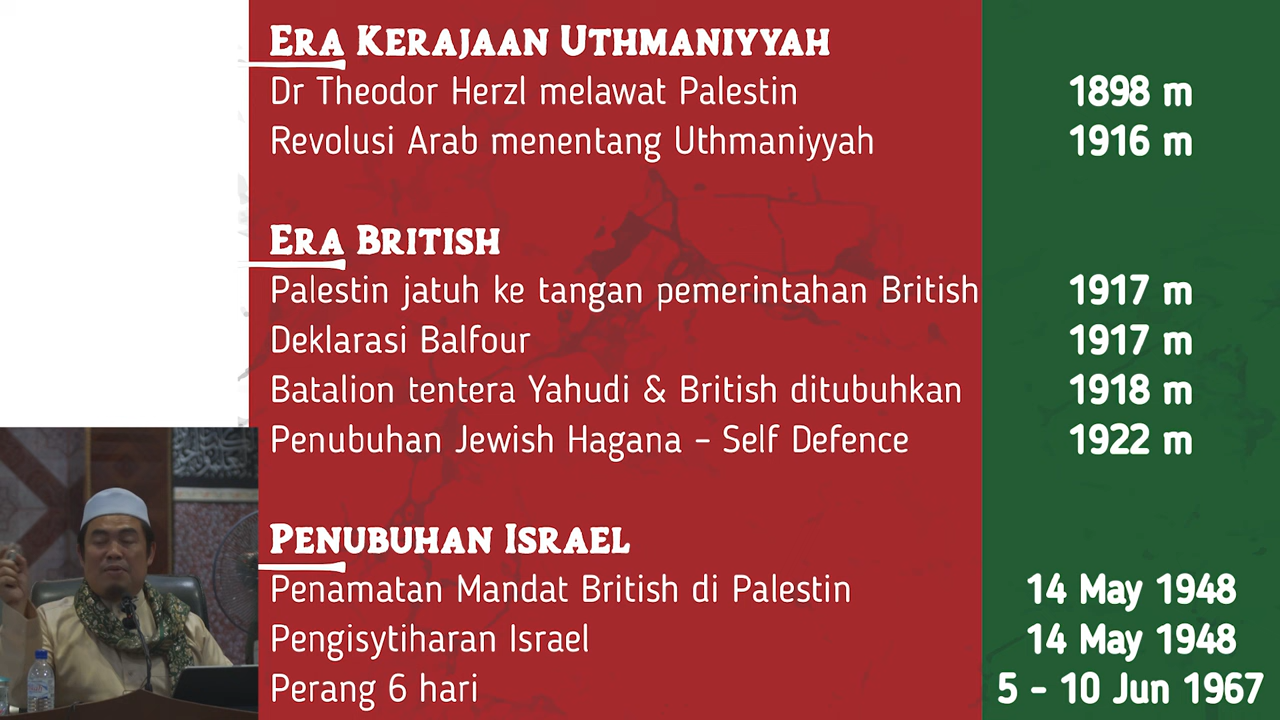 ERA KERAJAAN UTHMANIYYAH
Dr Theodor Herzl melawat Palestin 1898 m
Revolusi Arab menentang Uthmaniyyah 1916 m
ERA BRITISH
Palestin jatuh ke tangan pemerintahan British 1917 m
Deklarasi Balfour 1917 m
Batalion tentera Yahudi & British ditubuhkan 1918 m
Penubuhan Jewish Hagana – Self Defence 1922 m
PENUBUHAN ISRAEL
Penamatan Mandat British di Palestin 14 May 1948
Pengisytiharan Israel 14 May 1948
Perang 6 hari 5 - 10 Jun 1967